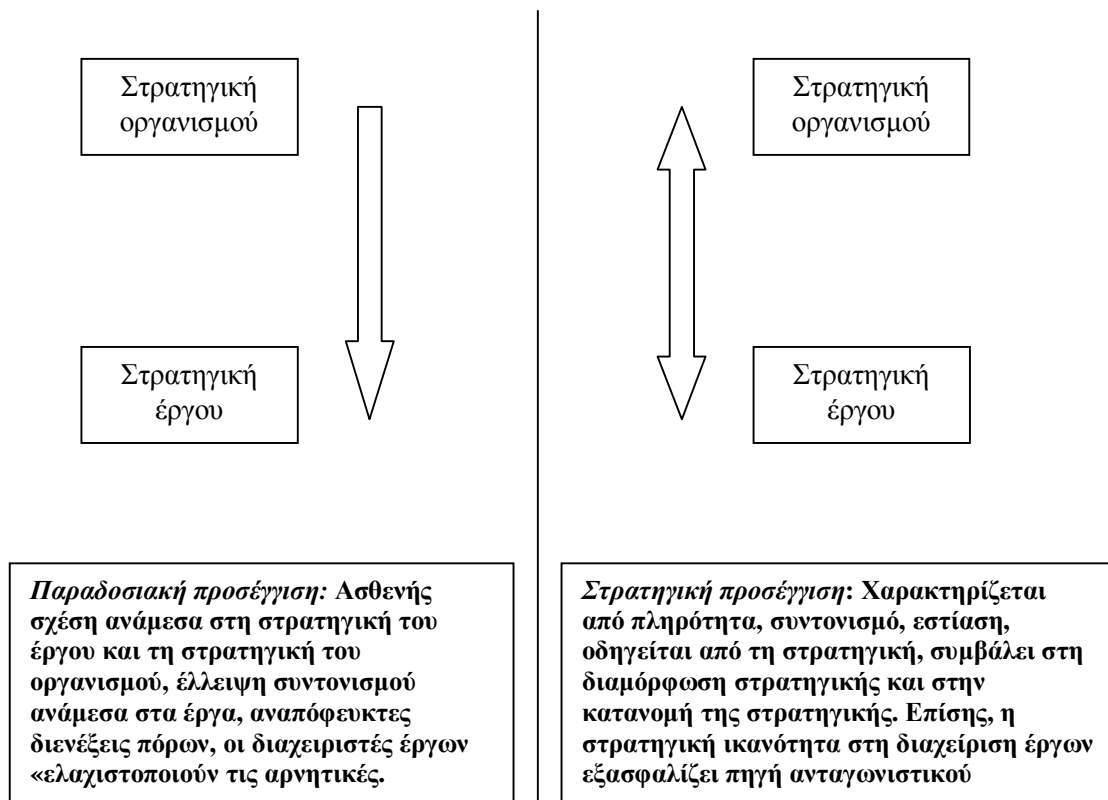 Στρατηγική
οργανισμού
Στρατηγική
έργου
Παραδοσιακή προσέγγιση: Ασθενής
σχέση ανάμεσα στη στρατηγική του
έργου και τη στρατηγική του
οργανισμού, έλλειψη συντονισμού
ανάμεσα στα έργα, αναπόφευκτες
διενέξεις πόρων, οι διαχειριστές έργων
«ελαχιστοποιούν τις αρνητικές.
Στρατηγική
οργανισμού
Στρατηγική
έργου
Στρατηγική προσέγγιση: Χαρακτηρίζεται
από πληρότητα, συντονισμό, εστίαση,
οδηγείται από τη στρατηγική, συμβάλει στη
διαμόρφωση στρατηγικής και στην
κατανομή της στρατηγικής. Επίσης, η
στρατηγική ικανότητα στη διαχείριση έργων
εξασφαλίζει πηγή ανταγωνιστικού